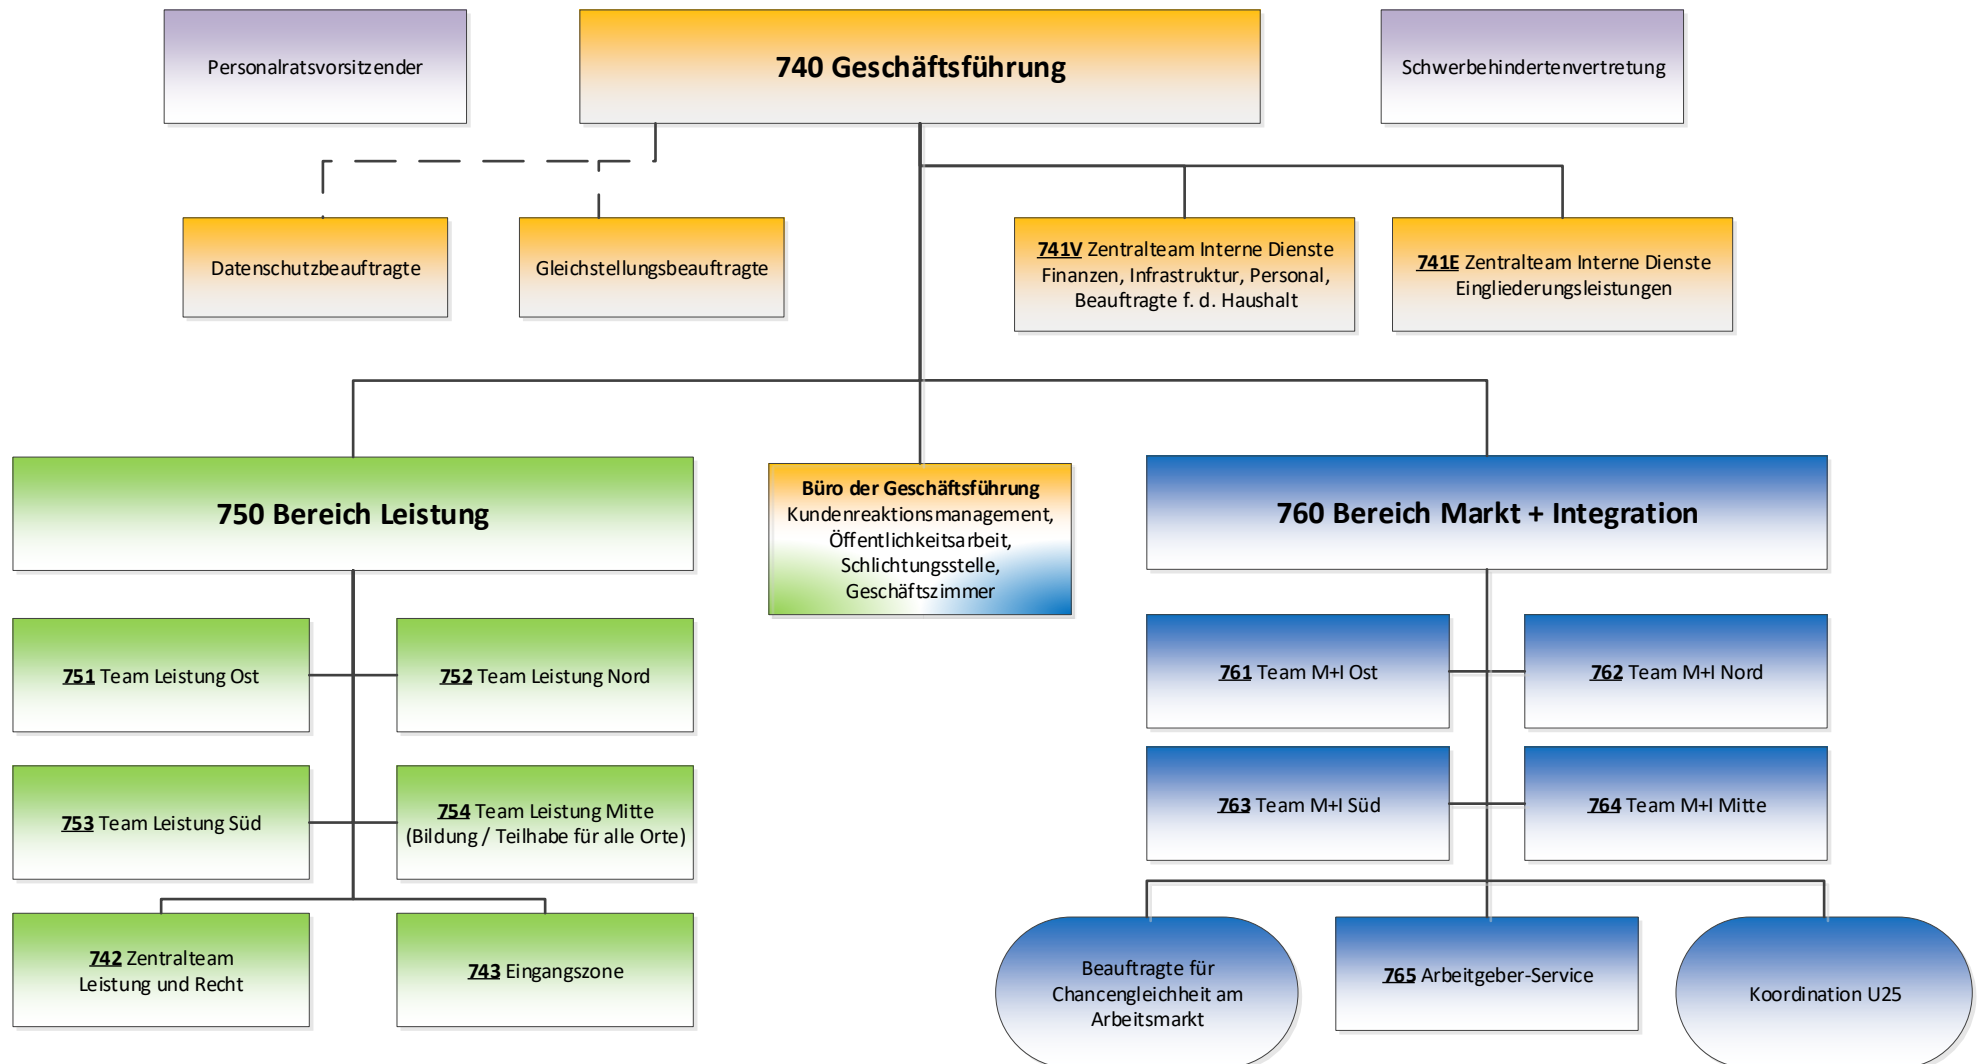 Personalratsvorsitzender
740 Geschäftsführung
Schwerbehindertenvertretung
Datenschutzbeauftragte
Gleichstellungsbeauftragte
741V Zentralteam Interne Dienste
Finanzen, Infrastruktur, Personal,
Beauftragte f. d. Haushalt
741E Zentralteam Interne Dienste
Eingliederungsleistungen
750 Bereich Leistung
Büro der Geschäftsführung
Kundenreaktionsmanagement,
Öffentlichkeitsarbeit,
Schlichtungsstelle,
Geschäftszimmer
760 Bereich Markt + Integration
751 Team Leistung Ost
752 Team Leistung Nord
761 Team M+I Ost
762 Team M+I Nord
753 Team Leistung Süd
754 Team Leistung Mitte
(Bildung / Teilhabe für alle Orte)
763 Team M+I Süd
764 Team M+I Mitte
742 Zentralteam
Leistung und Recht
743 Eingangszone
Beauftragte für
Chancengleichheit am
Arbeitsmarkt
765 Arbeitgeber-Service
Koordination U25